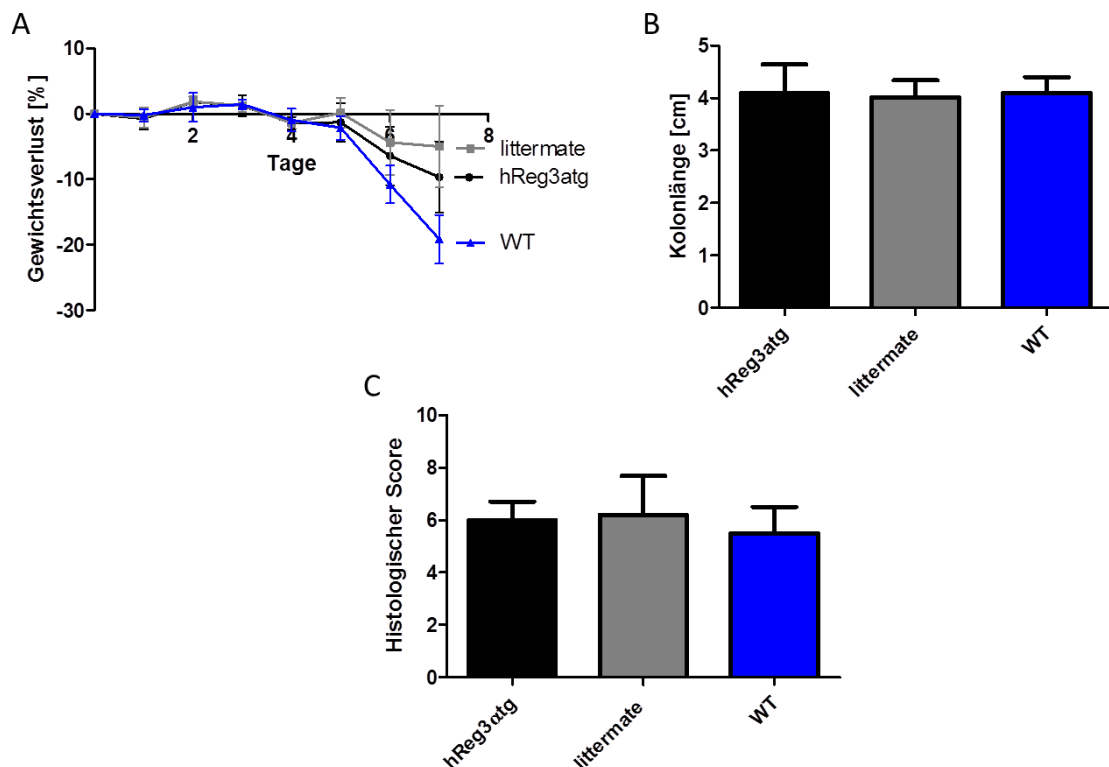 A
Gewichtsverlust [%]
10
0
-10
-20
-30
2
4
6
8
Tage
littermate
hReg3atg
WT
B
Kolonlänge [cm]
5
4
3
2
1
0
hReg3atg
littermate
WT
C
Histologischer Score
10
8
6
4
2
0
hReg3αtg
littermate
WT